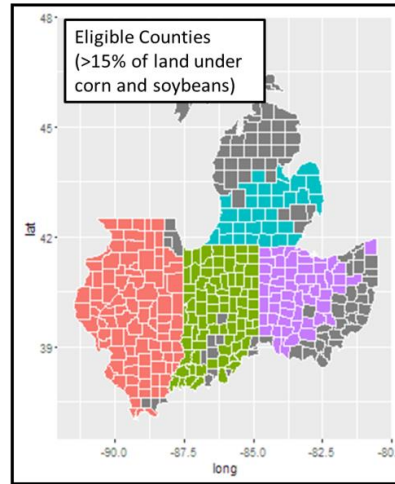 Eligible Counties
(>15% of land under
corn and soybeans)
48
45
42
39
lat
-90.0 -87.5 -85.0 -82.5 -80.
long